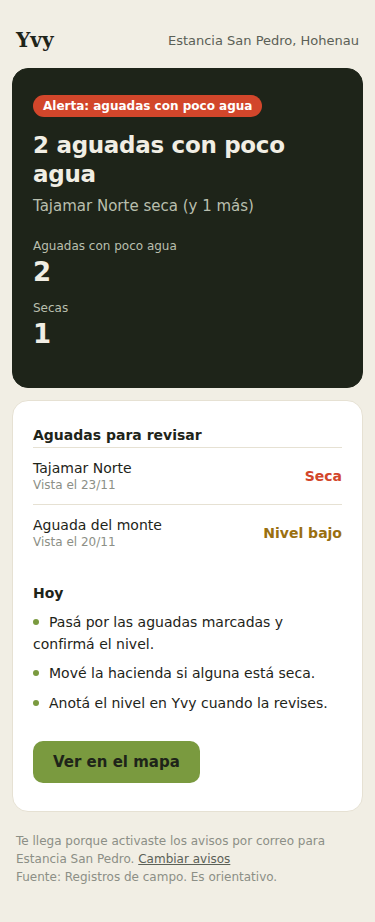 Yvy
Estancia San Pedro, Hohenau
Alerta: aguadas con poco agua
2 aguadas con poco
agua
Tajamar Norte seca (y 1 más)
Aguadas con poco agua
2
Secas
1
Aguadas para revisar
Tajamar Norte
Vista el 23/11
Seca
Aguada del monte
Vista el 20/11
Nivel bajo
Hoy
Pasá por las aguadas marcadas y
confirmá el nivel.
Mové la hacienda si alguna está seca.
Anotá el nivel en Yvy cuando la revises.
Ver en el mapa
Te llega porque activaste los avisos por correo para
Estancia San Pedro. Cambiar avisos
Fuente: Registros de campo. Es orientativo.